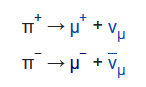 π⁺ → μ⁺ + ν_μ
π⁻ → μ⁻ + ν̅_μ